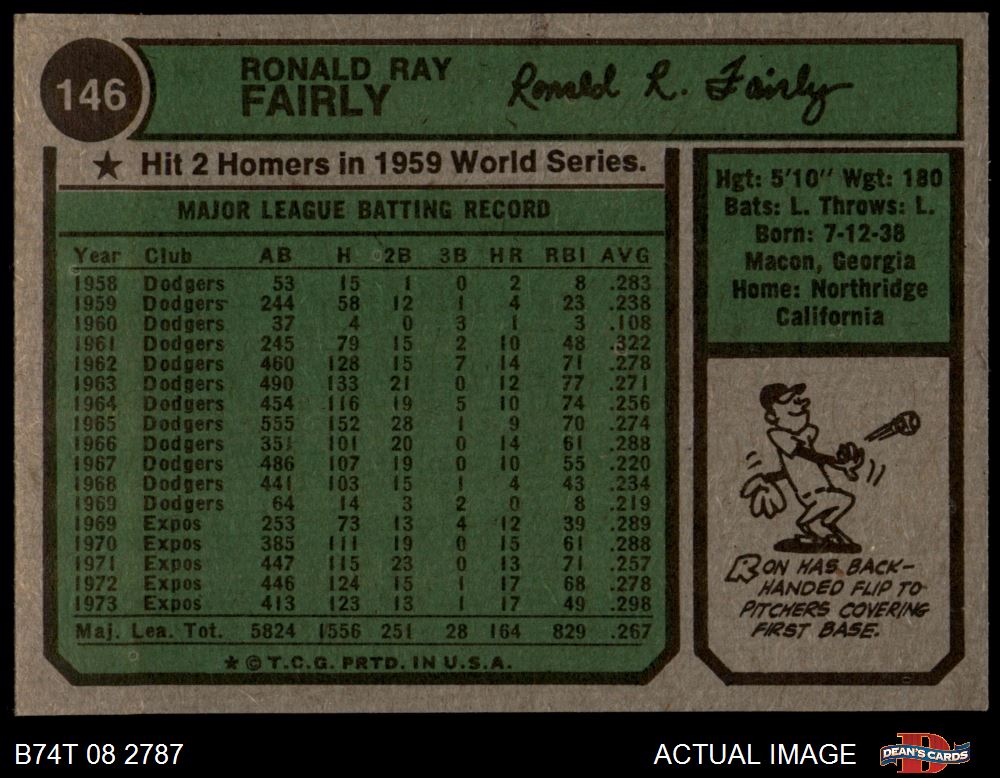 146
RONALD RAY
FAIRLY
Ronald R. Fairly
★ Hit 2 Homers in 1959 World Series.
MAJOR LEAGUE BATTING RECORD
Year Club AB H 2B 3B HR RBI AVG
1958 Dodgers 53 15 1 0 2 8 .283
1959 Dodgers 244 58 12 1 4 23 .238
1960 Dodgers 37 4 0 3 1 3 .108
1961 Dodgers 245 79 15 2 10 48 .322
1962 Dodgers 460 128 15 7 14 71 .278
1963 Dodgers 490 133 21 0 12 77 .271
1964 Dodgers 454 116 19 5 10 74 .256
1965 Dodgers 555 152 28 1 9 70 .274
1966 Dodgers 351 101 20 0 14 61 .288
1967 Dodgers 486 107 19 0 10 55 .220
1968 Dodgers 441 103 15 1 4 43 .234
1969 Dodgers 64 14 3 2 0 8 .219
1969 Expos 253 73 13 4 12 39 .289
1970 Expos 385 111 19 0 15 61 .288
1971 Expos 447 115 23 0 13 71 .257
1972 Expos 446 124 15 1 17 68 .278
1973 Expos 413 123 13 1 17 49 .298
Maj. Lea. Tot. 5824 1556 251 28 164 829 .267
★ © T.C.G. PRTD. IN U.S.A.
Hgt: 5'10" Wgt: 180
Bats: L. Throws: L.
Born: 7-12-38
Macon, Georgia
Home: Northridge
California
RON HAS BACK-
HANDED FLIP TO
PITCHERS COVERING
FIRST BASE.
B74T 08 2787
ACTUAL IMAGE
DEAN'S CARDS